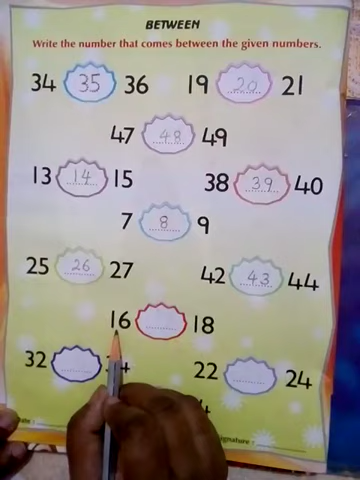 BETWEEN
Write the number that comes between the given numbers.
34 35 36 19 20 21
47 48 49
13 14 15 38 39 40
7 8 9
25 26 27 42 43 44
16 18
32 34 22 24